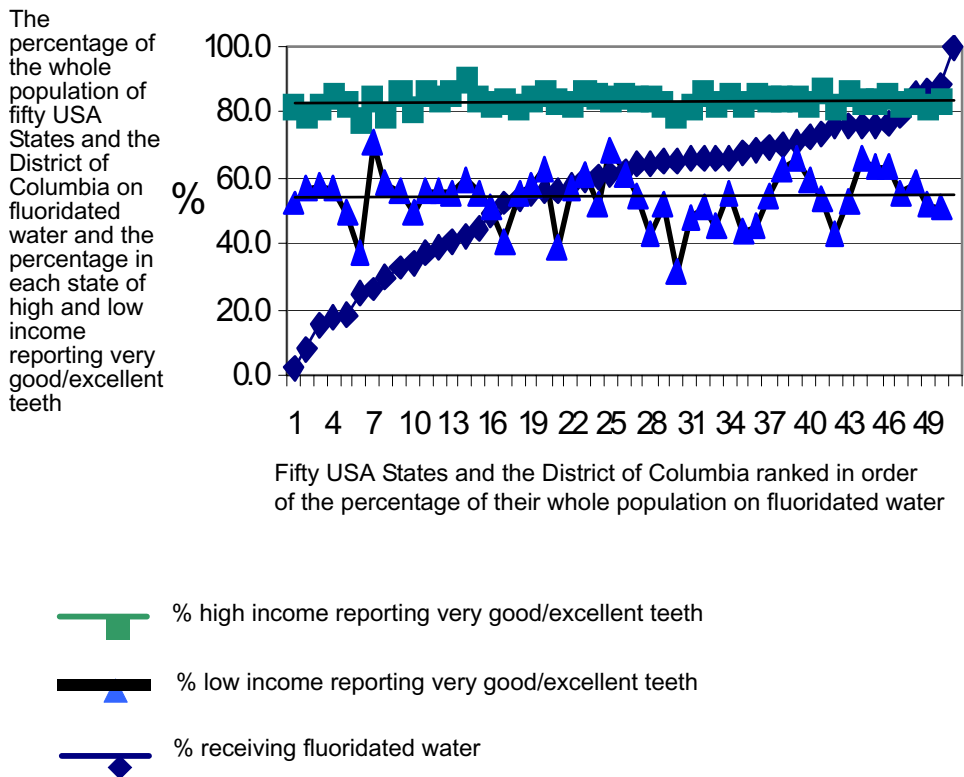 The
percentage of
the whole
population of
fifty USA
States and the
District of
Columbia on
fluoridated
water and the
percentage in
each state of
high and low
income
reporting very
good/excellent
teeth
%
100.0
80.0
60.0
40.0
20.0
0.0
1 4 7 10 13 16 19 22 25 28 31 34 37 40 43 46 49
Fifty USA States and the District of Columbia ranked in order
of the percentage of their whole population on fluoridated water
% high income reporting very good/excellent teeth
% low income reporting very good/excellent teeth
% receiving fluoridated water